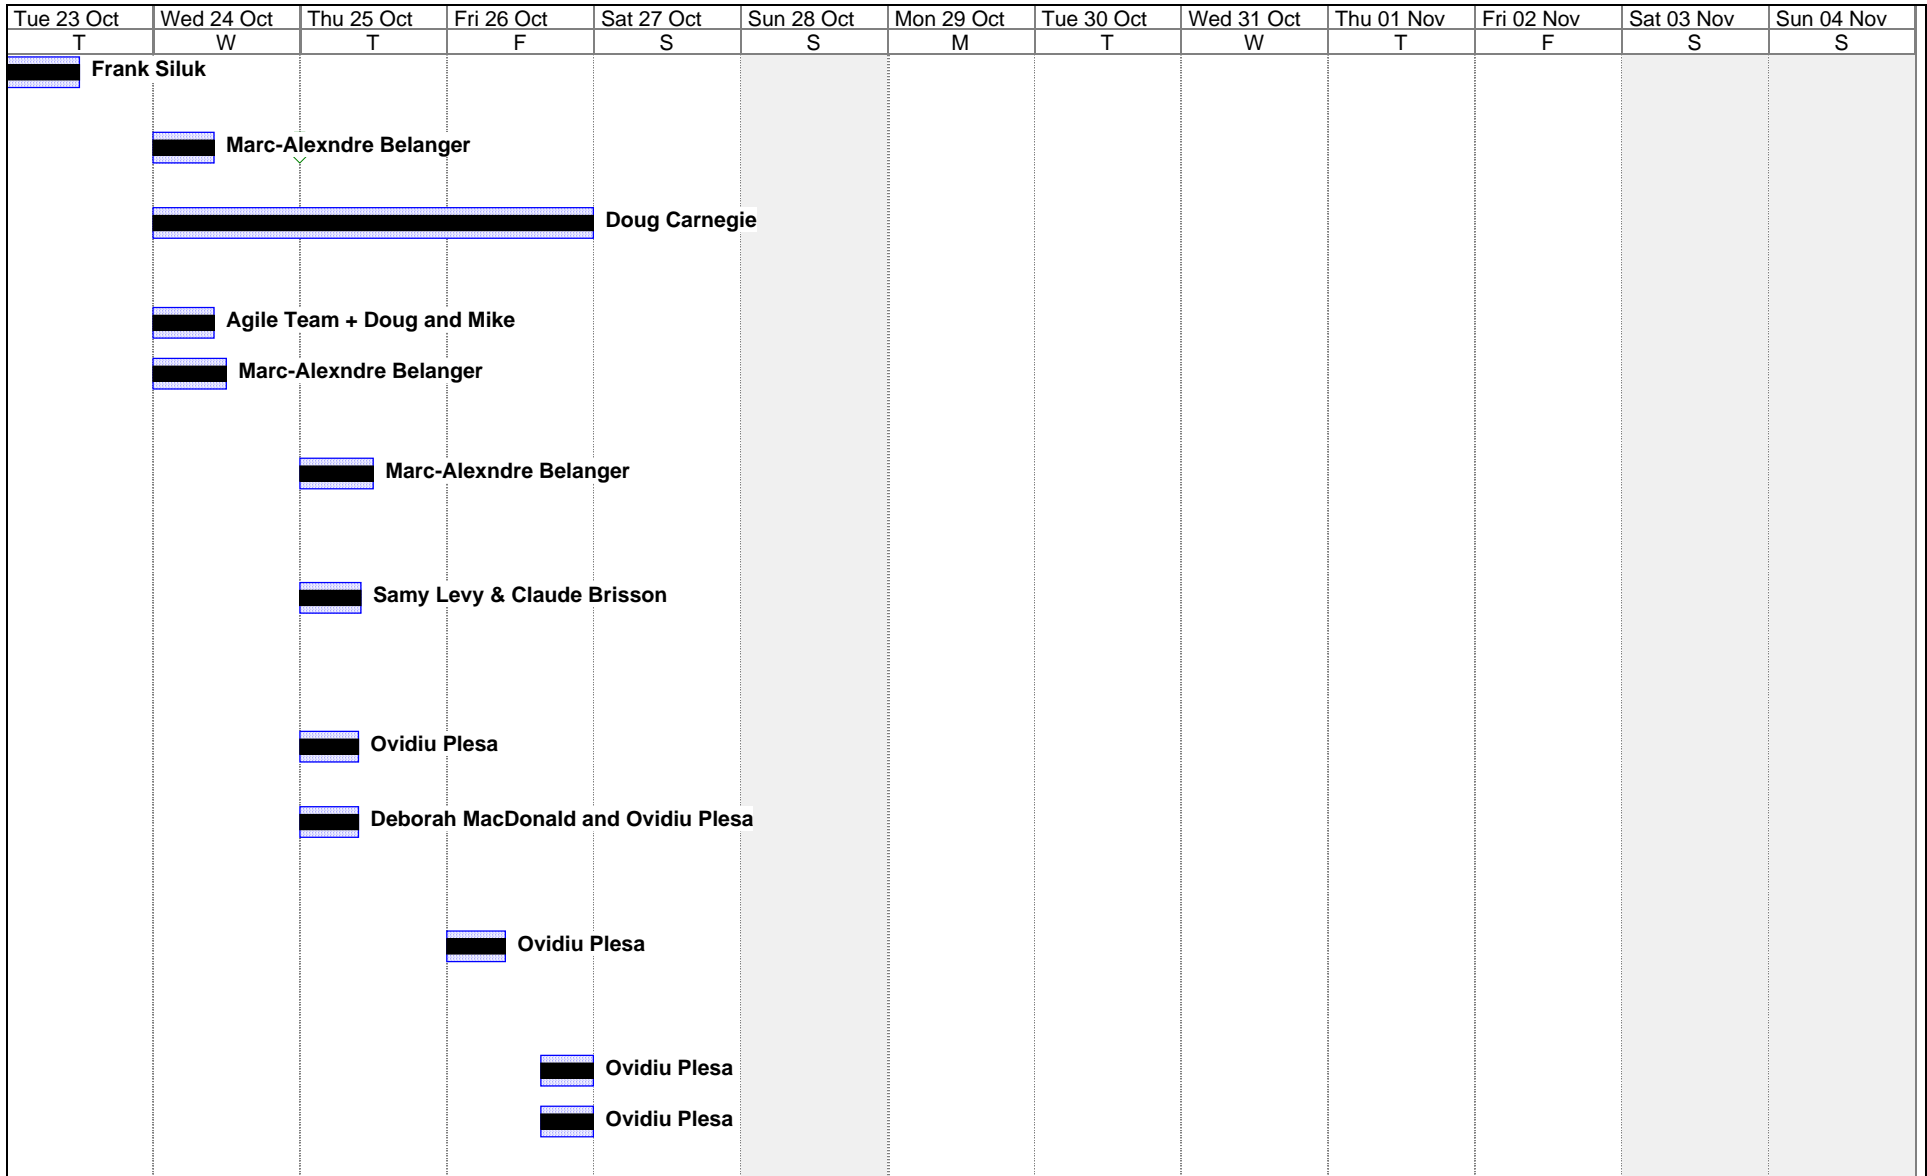 Tue 23 Oct Wed 24 Oct Thu 25 Oct Fri 26 Oct Sat 27 Oct Sun 28 Oct Mon 29 Oct Tue 30 Oct Wed 31 Oct Thu 01 Nov Fri 02 Nov Sat 03 Nov Sun 04 Nov
T W T F S S M T W T F S S
Frank Siluk
Marc-Alexndre Belanger
Doug Carnegie
Agile Team + Doug and Mike
Marc-Alexndre Belanger
Marc-Alexndre Belanger
Samy Levy & Claude Brisson
Ovidiu Plesa
Deborah MacDonald and Ovidiu Plesa
Ovidiu Plesa
Ovidiu Plesa
Ovidiu Plesa